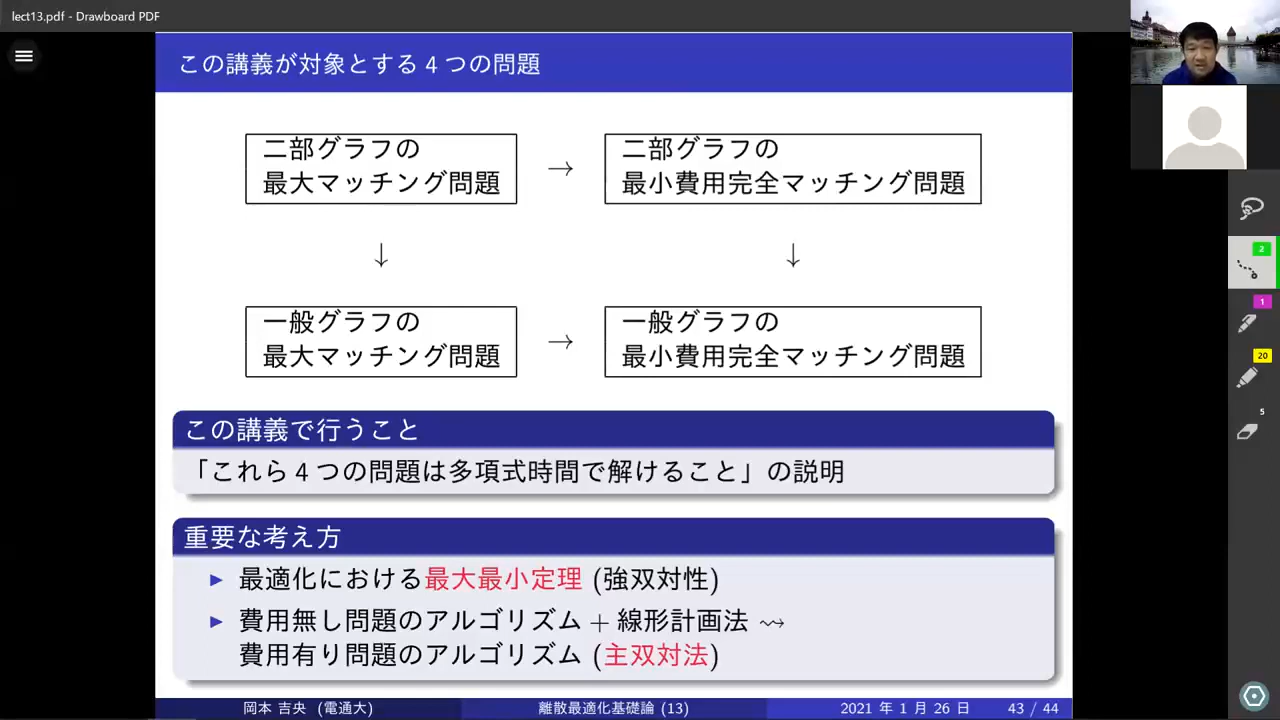 lect13.pdf - Drawboard PDF
この講義が対象とする 4 つの問題
二部グラフの
最大マッチング問題
→
二部グラフの
最小費用完全マッチング問題
↓
↓
一般グラフの
最大マッチング問題
→
一般グラフの
最小費用完全マッチング問題
この講義で行うこと
「これら 4 つの問題は多項式時間で解けること」の説明
重要な考え方
▶ 最適化における最大最小定理 (強双対性)
▶ 費用無し問題のアルゴリズム + 線形計画法 ⇝
費用有り問題のアルゴリズム (主双対法)
岡本 吉央 (電通大)
離散最適化基礎論 (13)
2021 年 1 月 26 日
43 / 44
2
1
20
5